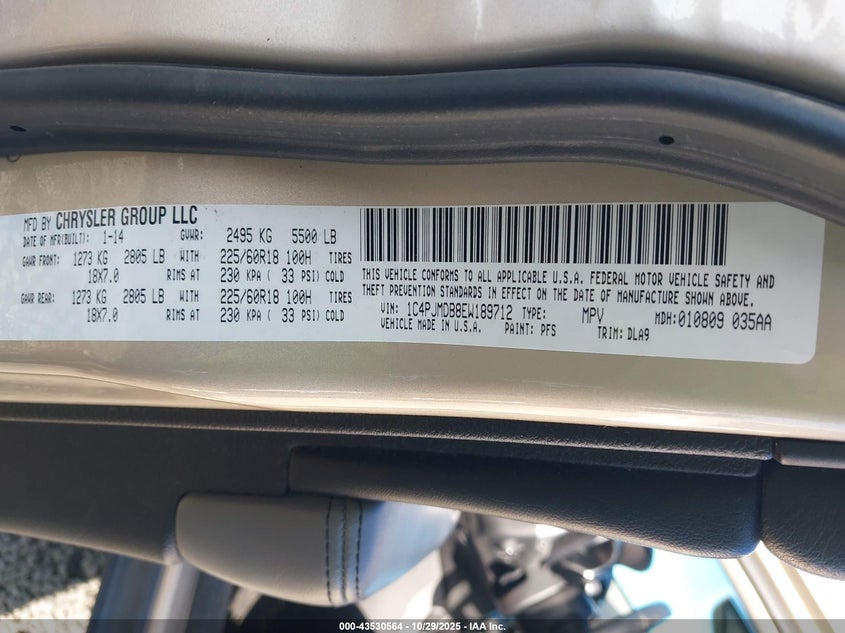 MFD BY CHRYSLER GROUP LLC
DATE OF MFR(BUILT): 1-14 GVWR: 2495 KG 5500 LB
GAWR FRONT: 1273 KG 2805 LB WITH 225/60R18 100H TIRES
18X7.0 RIMS AT 230 KPA ( 33 PSI) COLD
GAWR REAR: 1273 KG 2805 LB WITH 225/60R18 100H TIRES
18X7.0 RIMS AT 230 KPA ( 33 PSI) COLD
THIS VEHICLE CONFORMS TO ALL APPLICABLE U.S.A. FEDERAL MOTOR VEHICLE SAFETY AND
THEFT PREVENTION STANDARDS IN EFFECT ON THE DATE OF MANUFACTURE SHOWN ABOVE.
VIN: 1C4PJMDB8EW189712 TYPE: MPV MDH:010809 035AA
VEHICLE MADE IN U.S.A. PAINT: PFS TRIM: DLA9
000-43530564 - 10/29/2025 - IAA Inc.